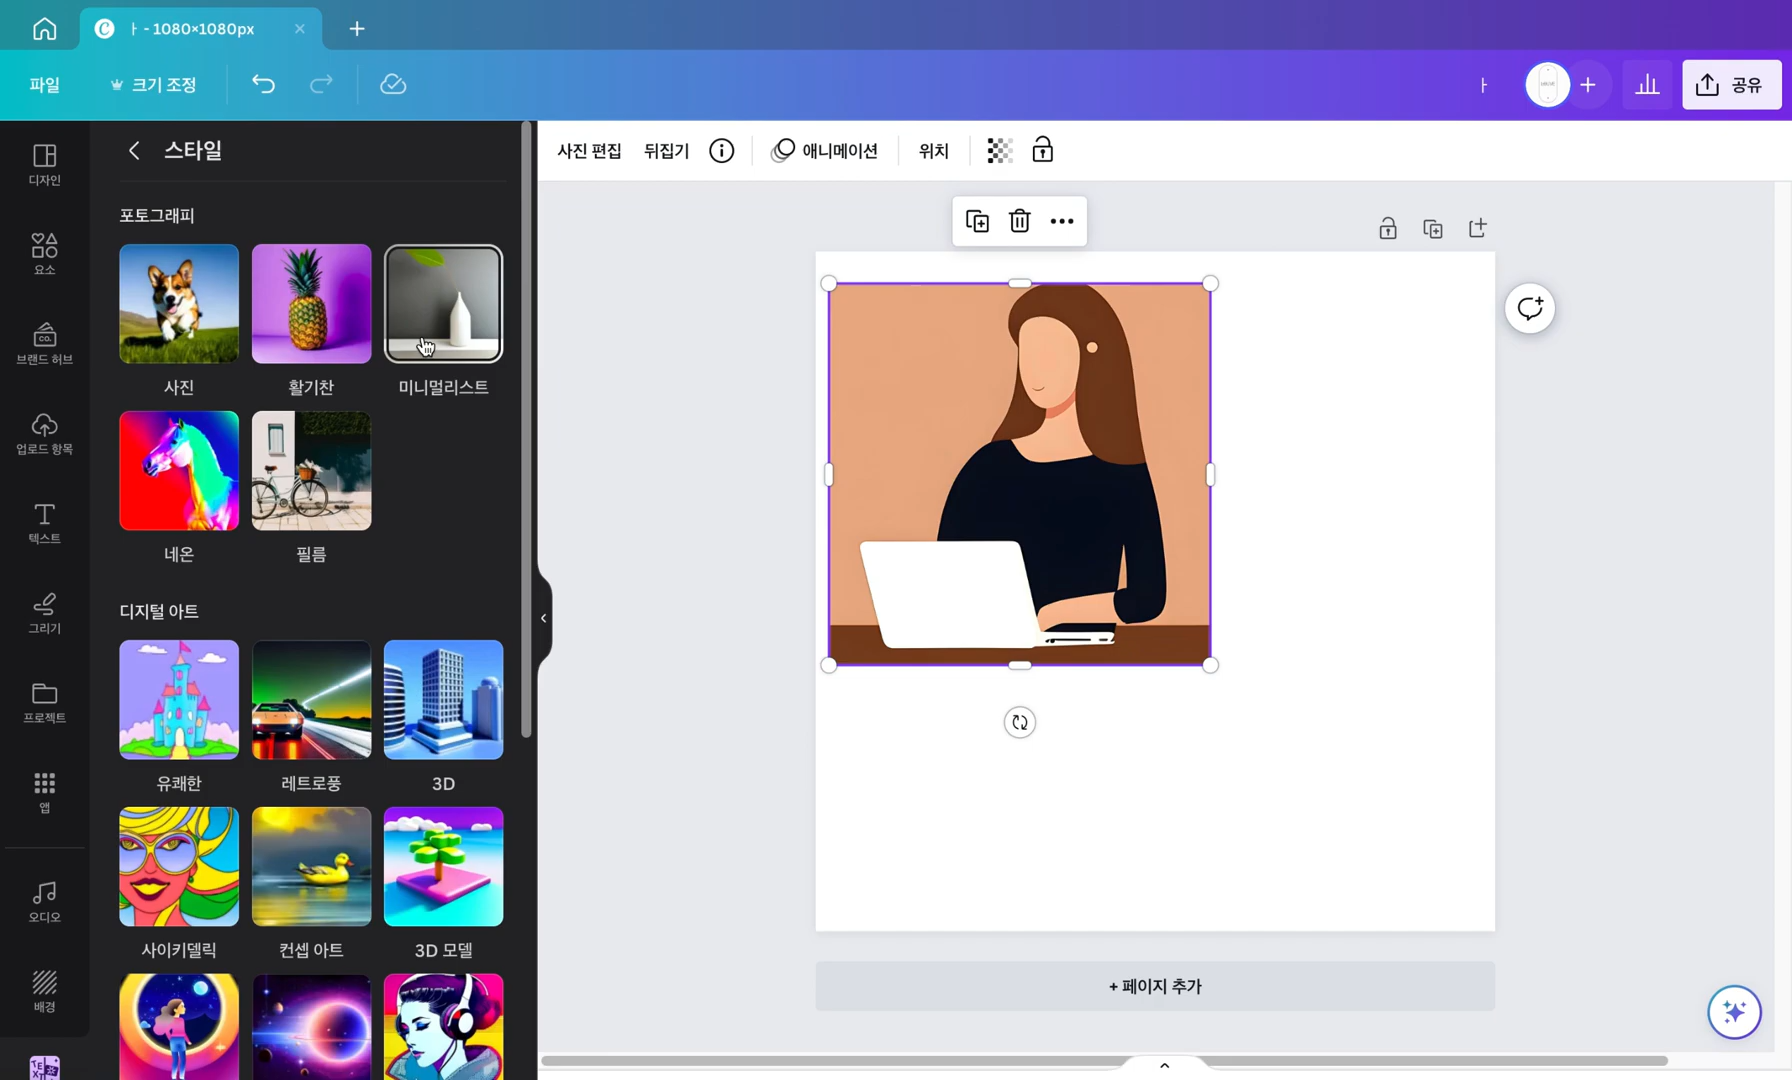 ㅏ - 1080×1080px
파일
크기 조정
ㅏ
공유
디자인
요소
CO.
브랜드 허브
업로드 항목
텍스트
그리기
프로젝트
앱
오디오
배경
스타일
포토그래피
사진
활기찬
미니멀리스트
네온
필름
디지털 아트
유쾌한
레트로풍
3D
사이키델릭
컨셉 아트
3D 모델
사진 편집
뒤집기
애니메이션
위치
+ 페이지 추가